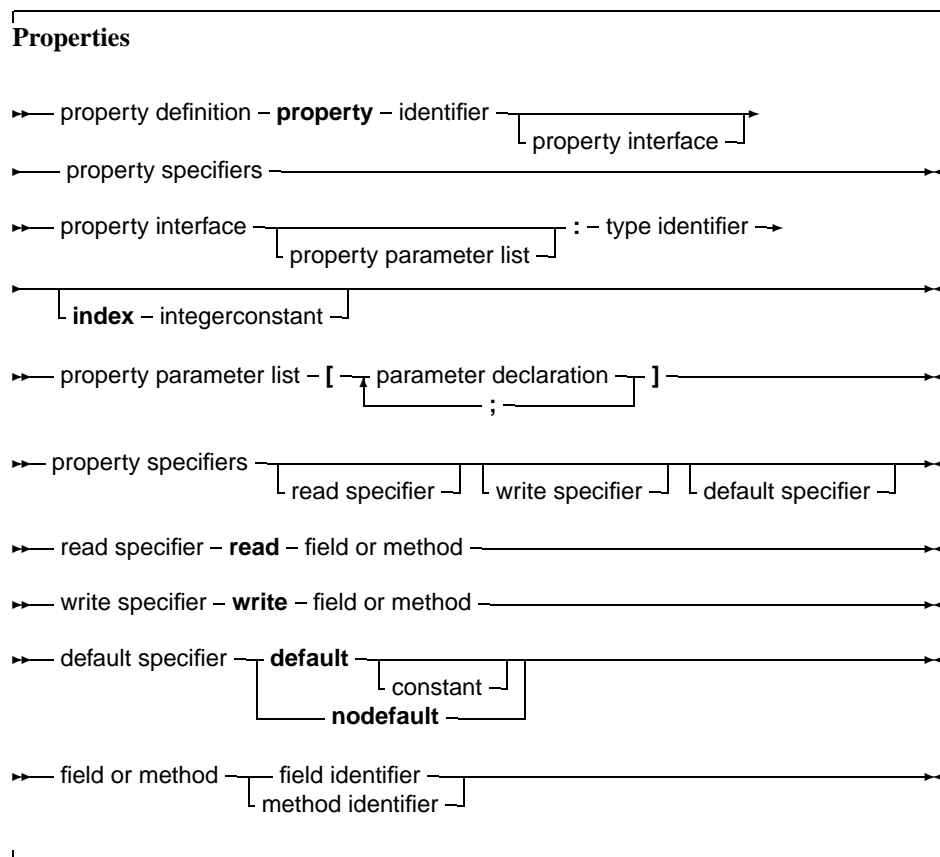 Properties
property definition – property – identifier
property interface
property specifiers
property interface : – type identifier
property parameter list
index – integerconstant
property parameter list – [ parameter declaration ]
;
property specifiers
read specifier write specifier default specifier
read specifier – read – field or method
write specifier – write – field or method
default specifier default
constant
nodefault
field or method field identifier
method identifier